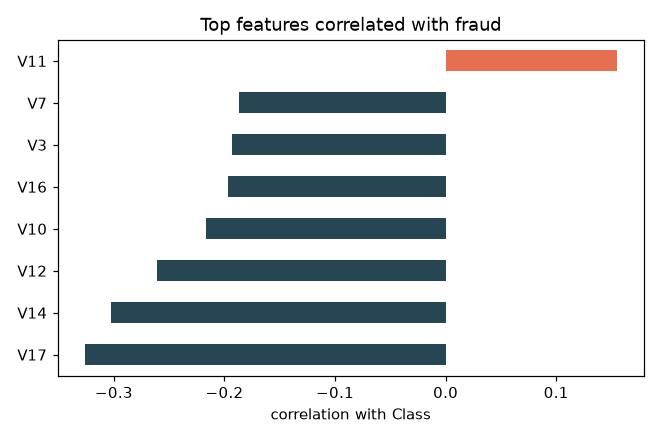 Top features correlated with fraud
V11
V7
V3
V16
V10
V12
V14
V17
−0.3 −0.2 −0.1 0.0 0.1
correlation with Class